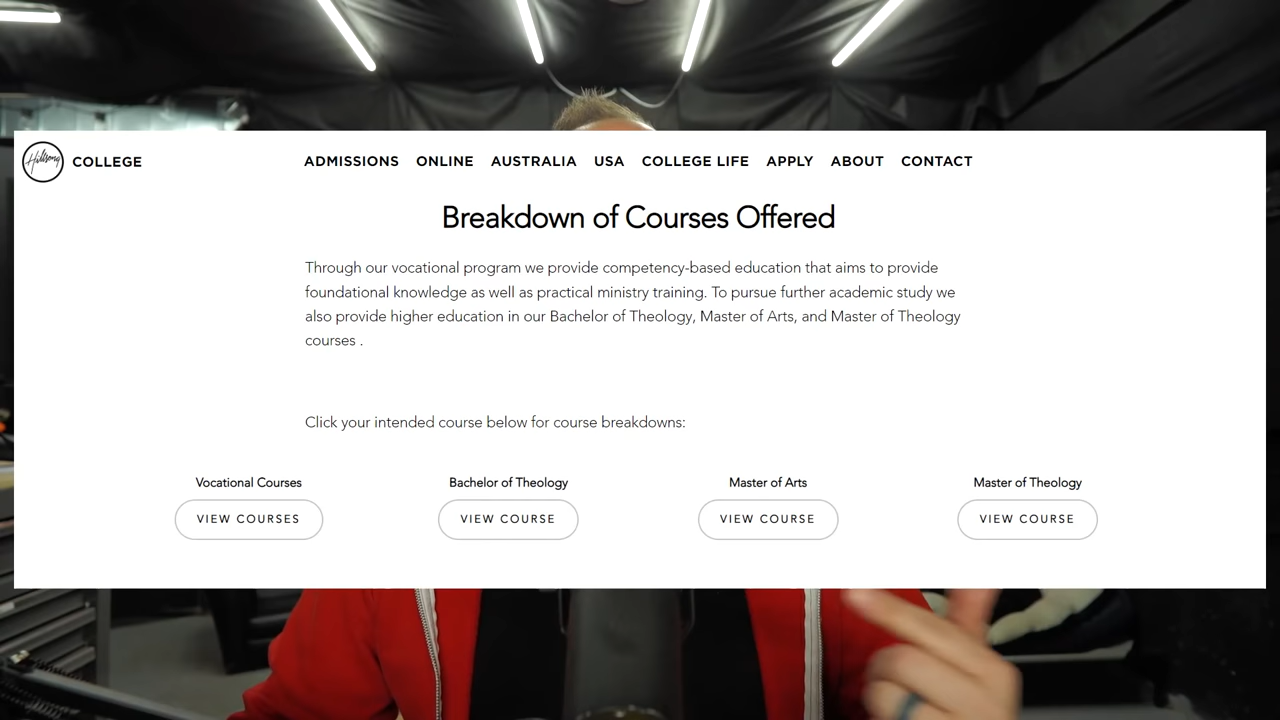 Hillsong COLLEGE
ADMISSIONS ONLINE AUSTRALIA USA COLLEGE LIFE APPLY ABOUT CONTACT
Breakdown of Courses Offered
Through our vocational program we provide competency-based education that aims to provide
foundational knowledge as well as practical ministry training. To pursue further academic study we
also provide higher education in our Bachelor of Theology, Master of Arts, and Master of Theology
courses .
Click your intended course below for course breakdowns:
Vocational Courses Bachelor of Theology Master of Arts Master of Theology
VIEW COURSES VIEW COURSE VIEW COURSE VIEW COURSE